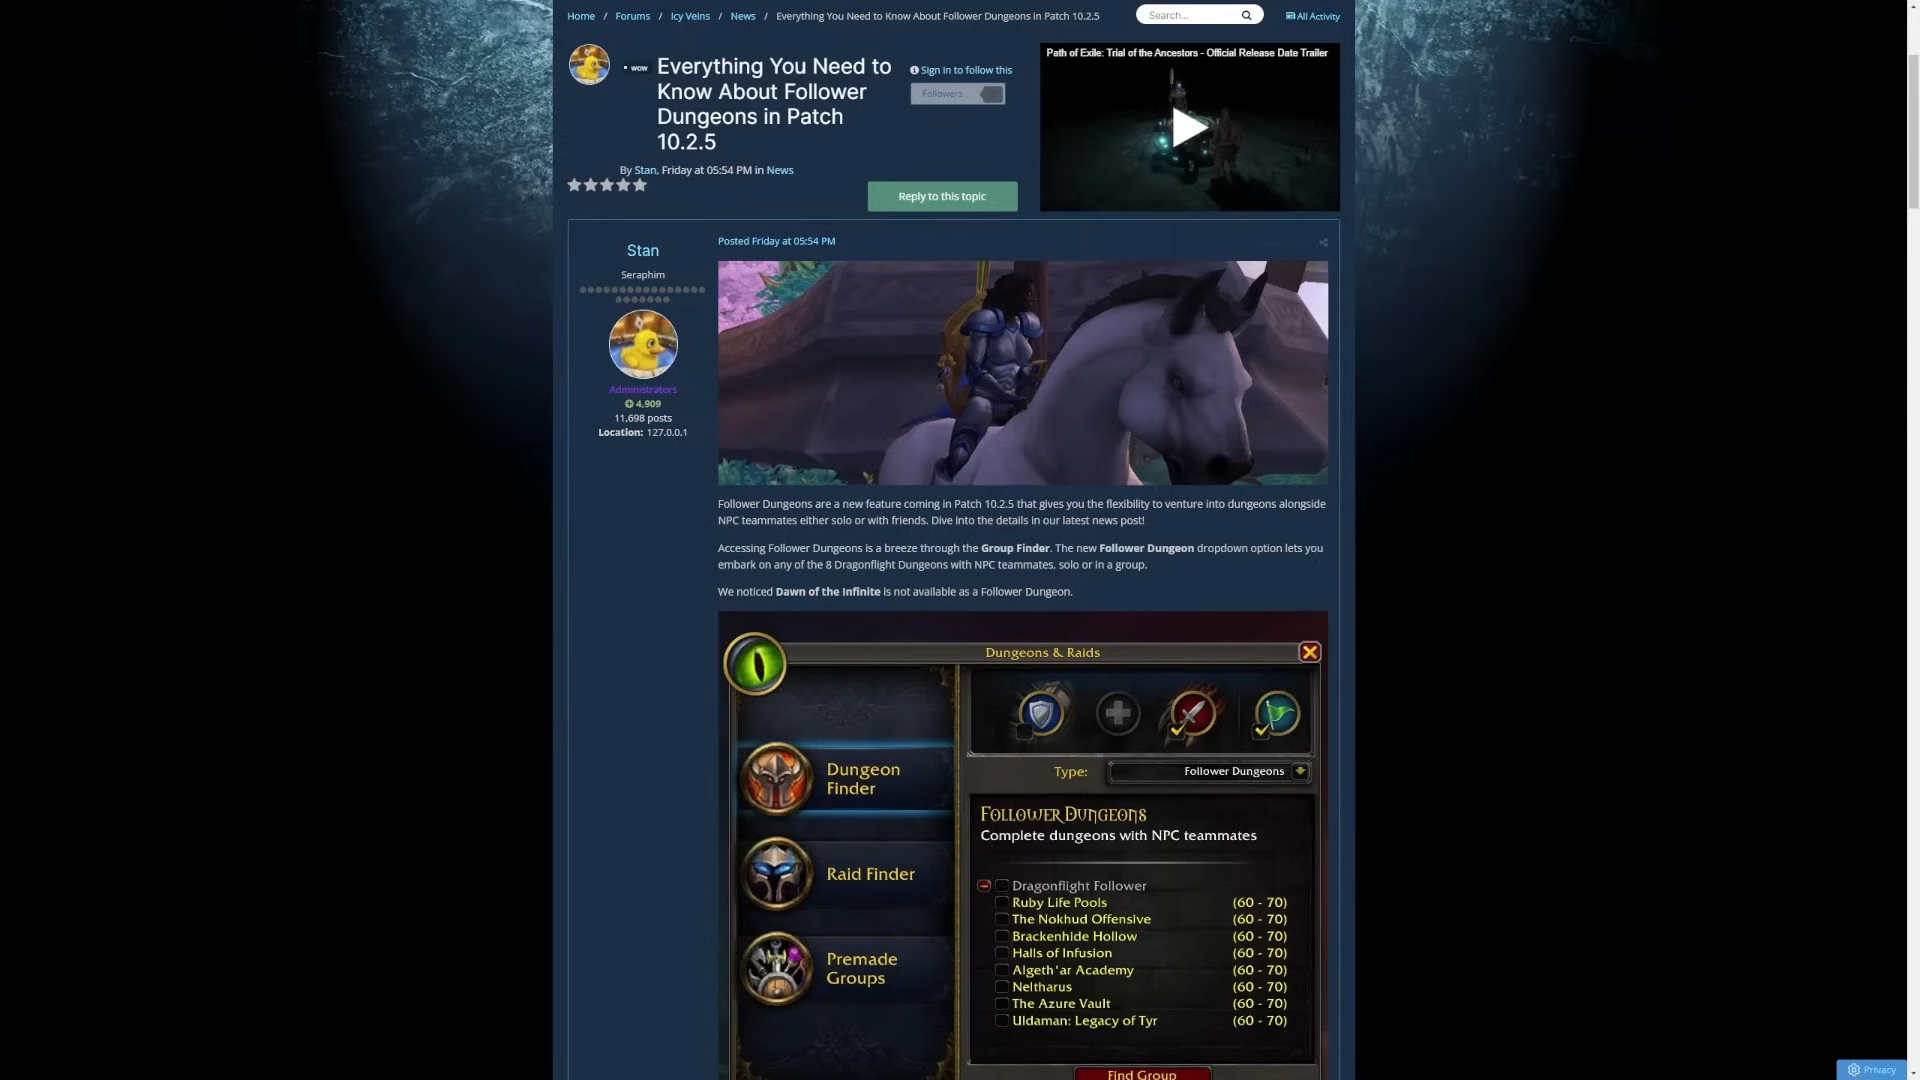 Home / Forums / Icy Veins / News / Everything You Need to Know About Follower Dungeons in Patch 10.2.5
Search...
All Activity
WOW
Everything You Need to
Know About Follower
Dungeons in Patch
10.2.5
By Stan, Friday at 05:54 PM in News
Sign in to follow this
Followers
Reply to this topic
Path of Exile: Trial of the Ancestors - Official Release Date Trailer
Stan
Seraphim
Administrators
4,909
11,698 posts
Location: 127.0.0.1
Posted Friday at 05:54 PM
Follower Dungeons are a new feature coming in Patch 10.2.5 that gives you the flexibility to venture into dungeons alongside
NPC teammates either solo or with friends. Dive into the details in our latest news post!
Accessing Follower Dungeons is a breeze through the Group Finder. The new Follower Dungeon dropdown option lets you
embark on any of the 8 Dragonflight Dungeons with NPC teammates, solo or in a group.
We noticed Dawn of the Infinite is not available as a Follower Dungeon.
Dungeons & Raids
Dungeon
Finder
Raid Finder
Premade
Groups
Type: Follower Dungeons
Follower Dungeons
Complete dungeons with NPC teammates
Dragonflight Follower
Ruby Life Pools (60 - 70)
The Nokhud Offensive (60 - 70)
Brackenhide Hollow (60 - 70)
Halls of Infusion (60 - 70)
Algeth'ar Academy (60 - 70)
Neltharus (60 - 70)
The Azure Vault (60 - 70)
Uldaman: Legacy of Tyr (60 - 70)
Find Group
Privacy